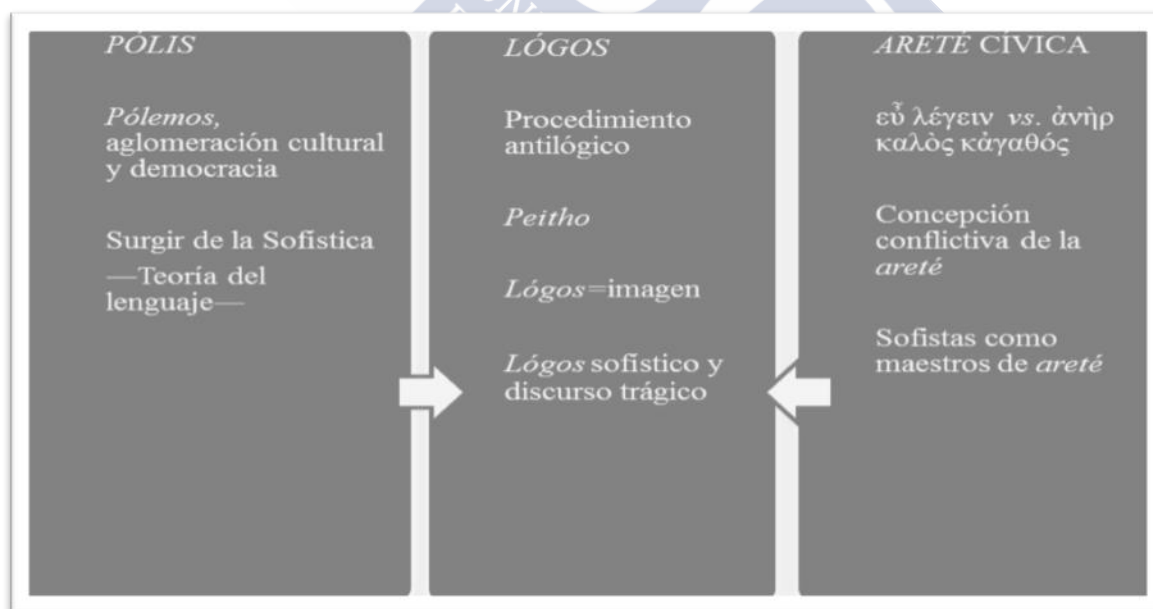 PÓLIS
Pólemos,
aglomeración cultural
y democracia
Surgir de la Sofística
—Teoría del
lenguaje—
LÓGOS
Procedimiento
antilógico
Peitho
Lógos=imagen
Lógos sofístico y
discurso trágico
ARETÉ CÍVICA
εὖ λέγειν vs. ἀνὴρ
καλὸς κἀγαθός
Concepción
conflictiva de la
areté
Sofistas como
maestros de areté